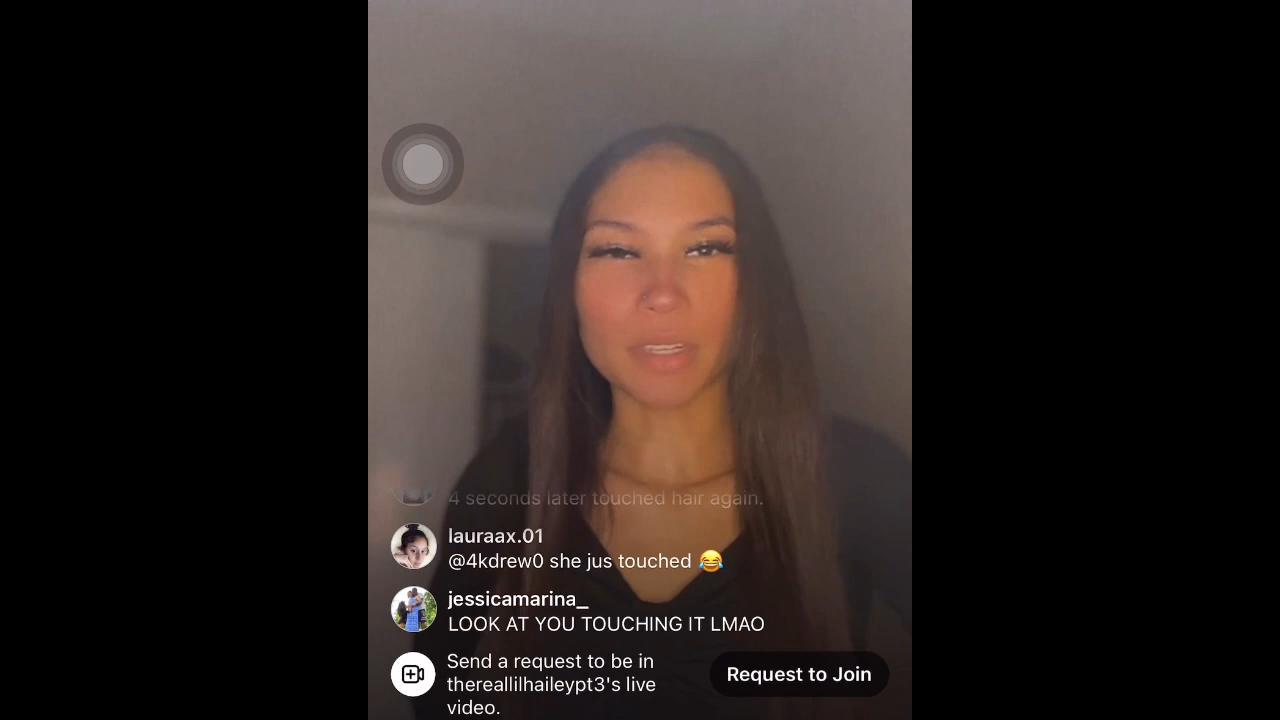 4 seconds later touched hair again.
lauraax.01
@4kdrew0 she jus touched 😂
jessicamarina_
LOOK AT YOU TOUCHING IT LMAO
Send a request to be in
thereallilhaileypt3's live
video.
Request to Join